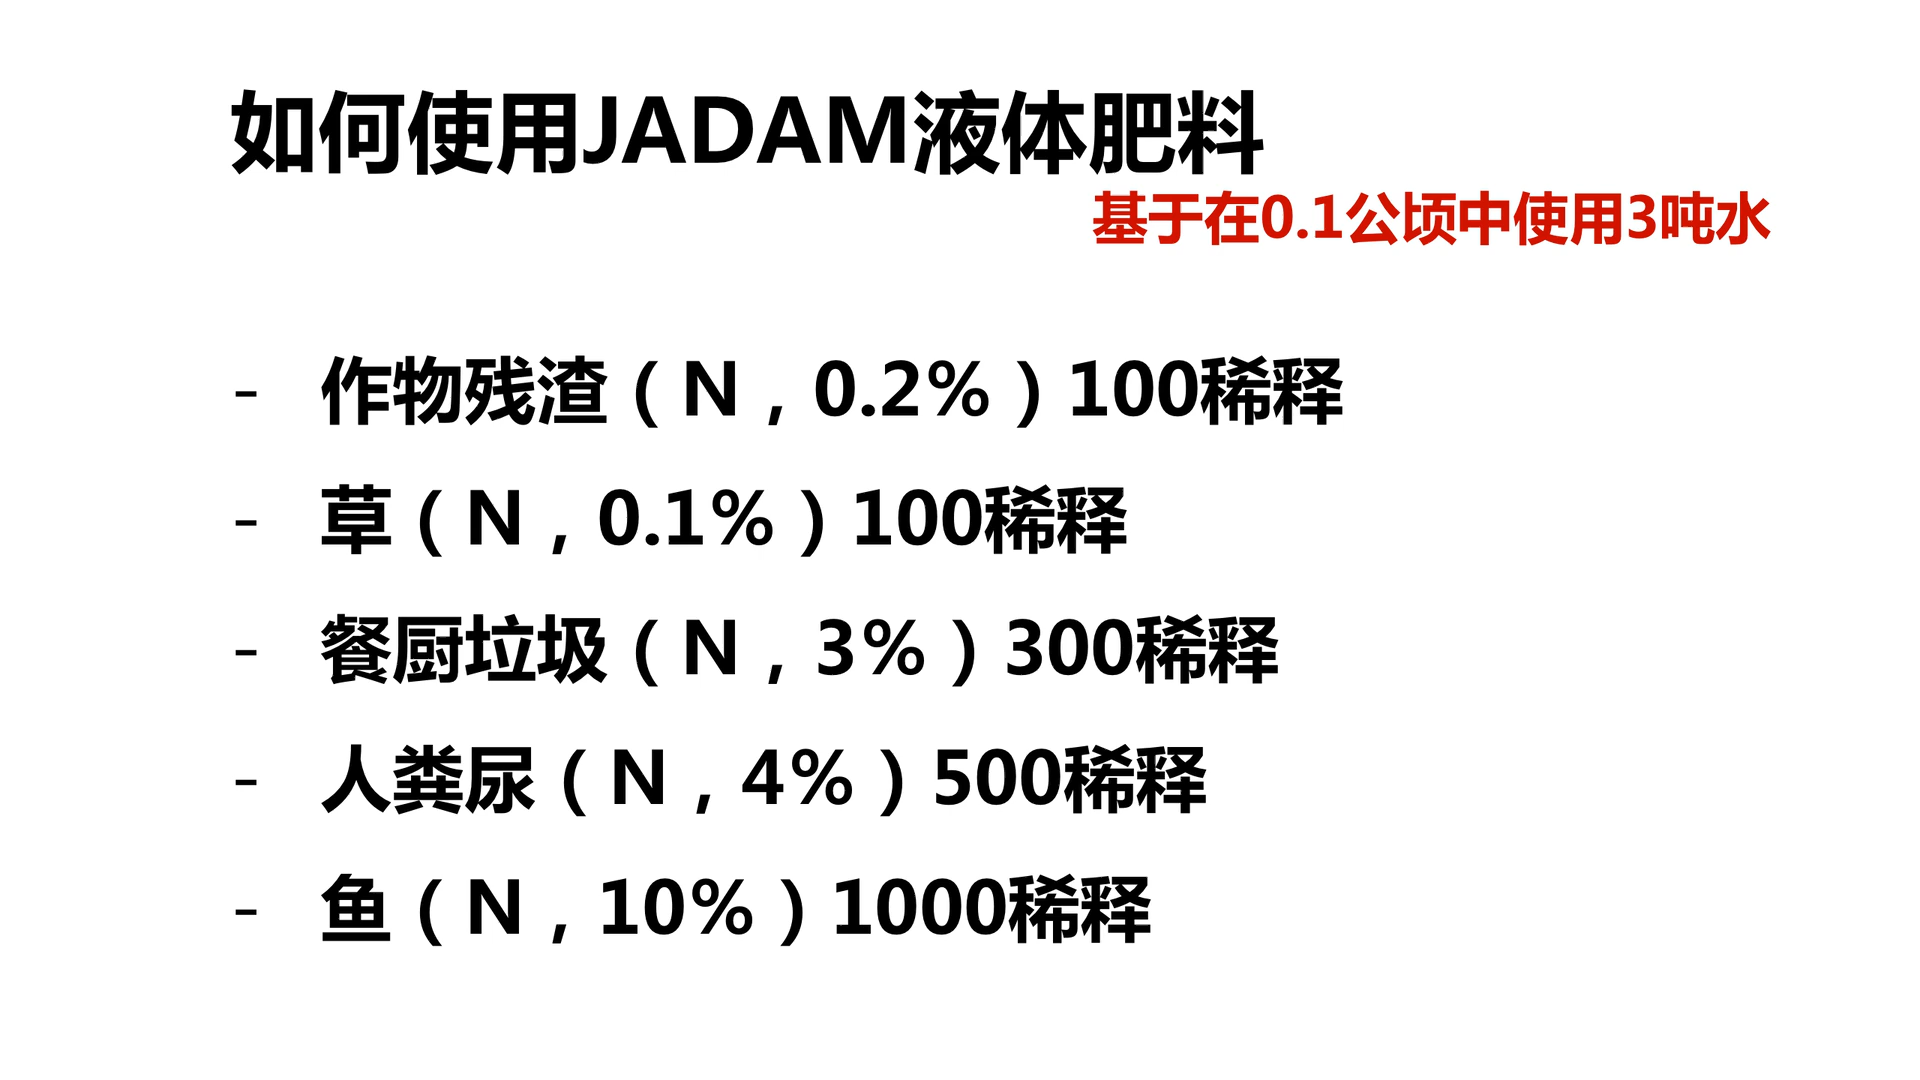 如何使用JADAM液体肥料
基于在0.1公顷中使用3吨水
- 作物残渣（N，0.2%）100稀释
- 草（N，0.1%）100稀释
- 餐厨垃圾（N，3%）300稀释
- 人粪尿（N，4%）500稀释
- 鱼（N，10%）1000稀释